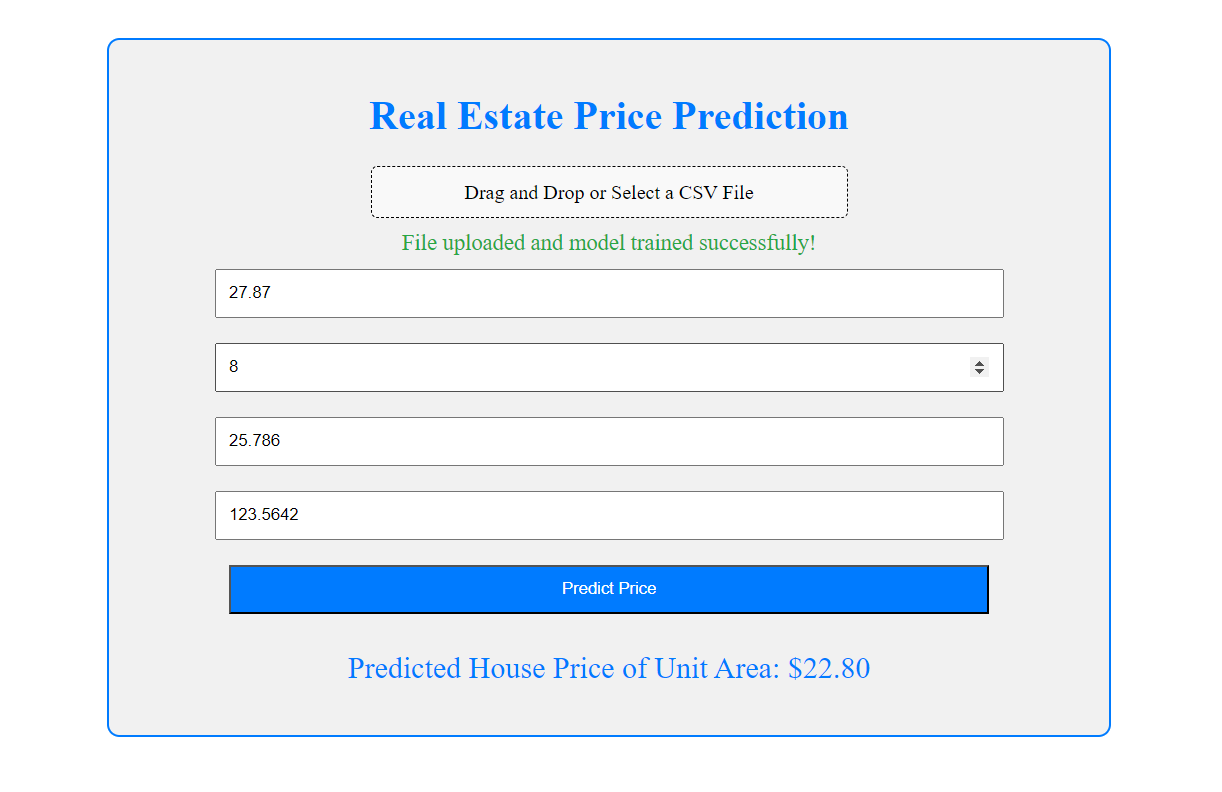 Real Estate Price Prediction
Drag and Drop or Select a CSV File
File uploaded and model trained successfully!
27.87
8
25.786
123.5642
Predict Price
Predicted House Price of Unit Area: $22.80